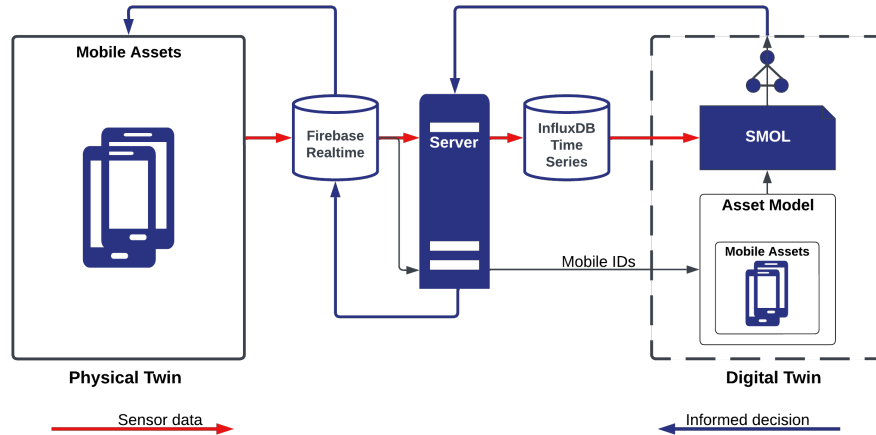 Mobile Assets
Firebase
Realtime
Server
InfluxDB
Time
Series
SMOL
Asset Model
Mobile Assets
Mobile IDs
Physical Twin
Digital Twin
Sensor data
Informed decision